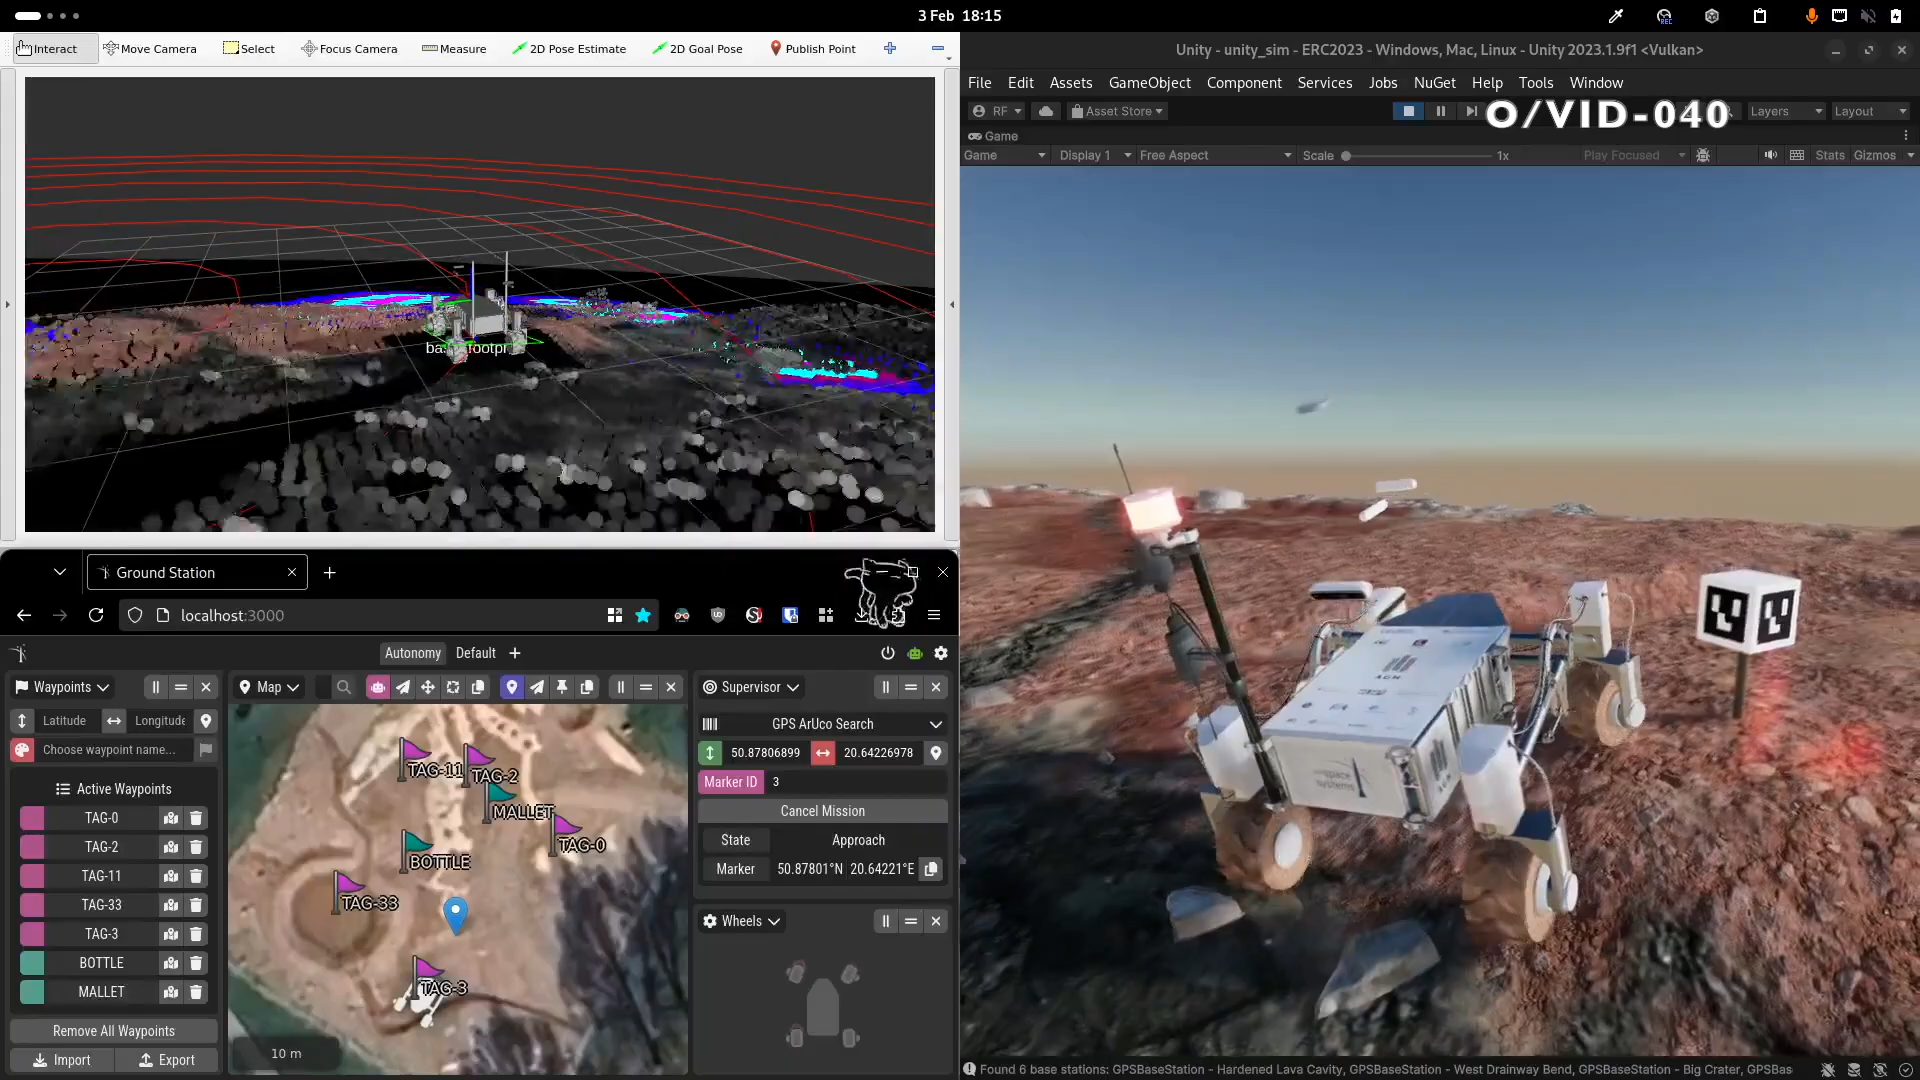 3 Feb 18:15
Interact
Move Camera
Select
Focus Camera
Measure
2D Pose Estimate
2D Goal Pose
Publish Point
Unity - unity_sim - ERC2023 - Windows, Mac, Linux - Unity 2023.1.9f1 <Vulkan>
File Edit Assets GameObject Component Services Jobs NuGet Help Tools Window
RF
Asset Store
O/VID-040
Layers
Layout
Game
Game
Display 1
Free Aspect
Scale
1x
Play Focused
Stats
Gizmos
Ground Station
localhost:3000
Autonomy
Default
Waypoints
Latitude
Longitude
Choose waypoint name...
Active Waypoints
TAG-0
TAG-2
TAG-11
TAG-33
TAG-3
BOTTLE
MALLET
Remove All Waypoints
Import
Export
Map
TAG-11
TAG-2
MALLET
TAG-0
BOTTLE
TAG-33
TAG-3
10 m
Supervisor
GPS ArUco Search
50.87806899
20.64226978
Marker ID
3
Cancel Mission
State
Approach
Marker
50.87801°N 20.64221°E
Wheels
AGH
space
systems
Found 6 base stations: GPSBaseStation - Hardened Lava Cavity, GPSBaseStation - West Drainway Bend, GPSBaseStation - Big Crater, GPSBas